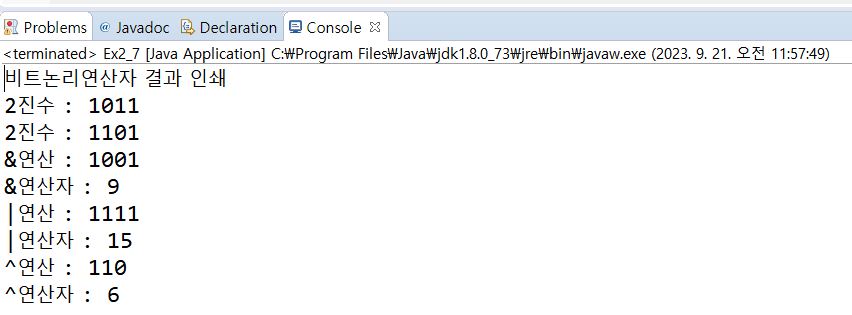 Problems @ Javadoc Declaration Console
<terminated> Ex2_7 [Java Application] C:₩Program Files₩Java₩jdk1.8.0_73₩jre₩bin₩javaw.exe (2023. 9. 21. 오전 11:57:49)
비트논리연산자 결과 인쇄
2진수 : 1011
2진수 : 1101
&연산 : 1001
&연산자 : 9
|연산 : 1111
|연산자 : 15
^연산 : 110
^연산자 : 6